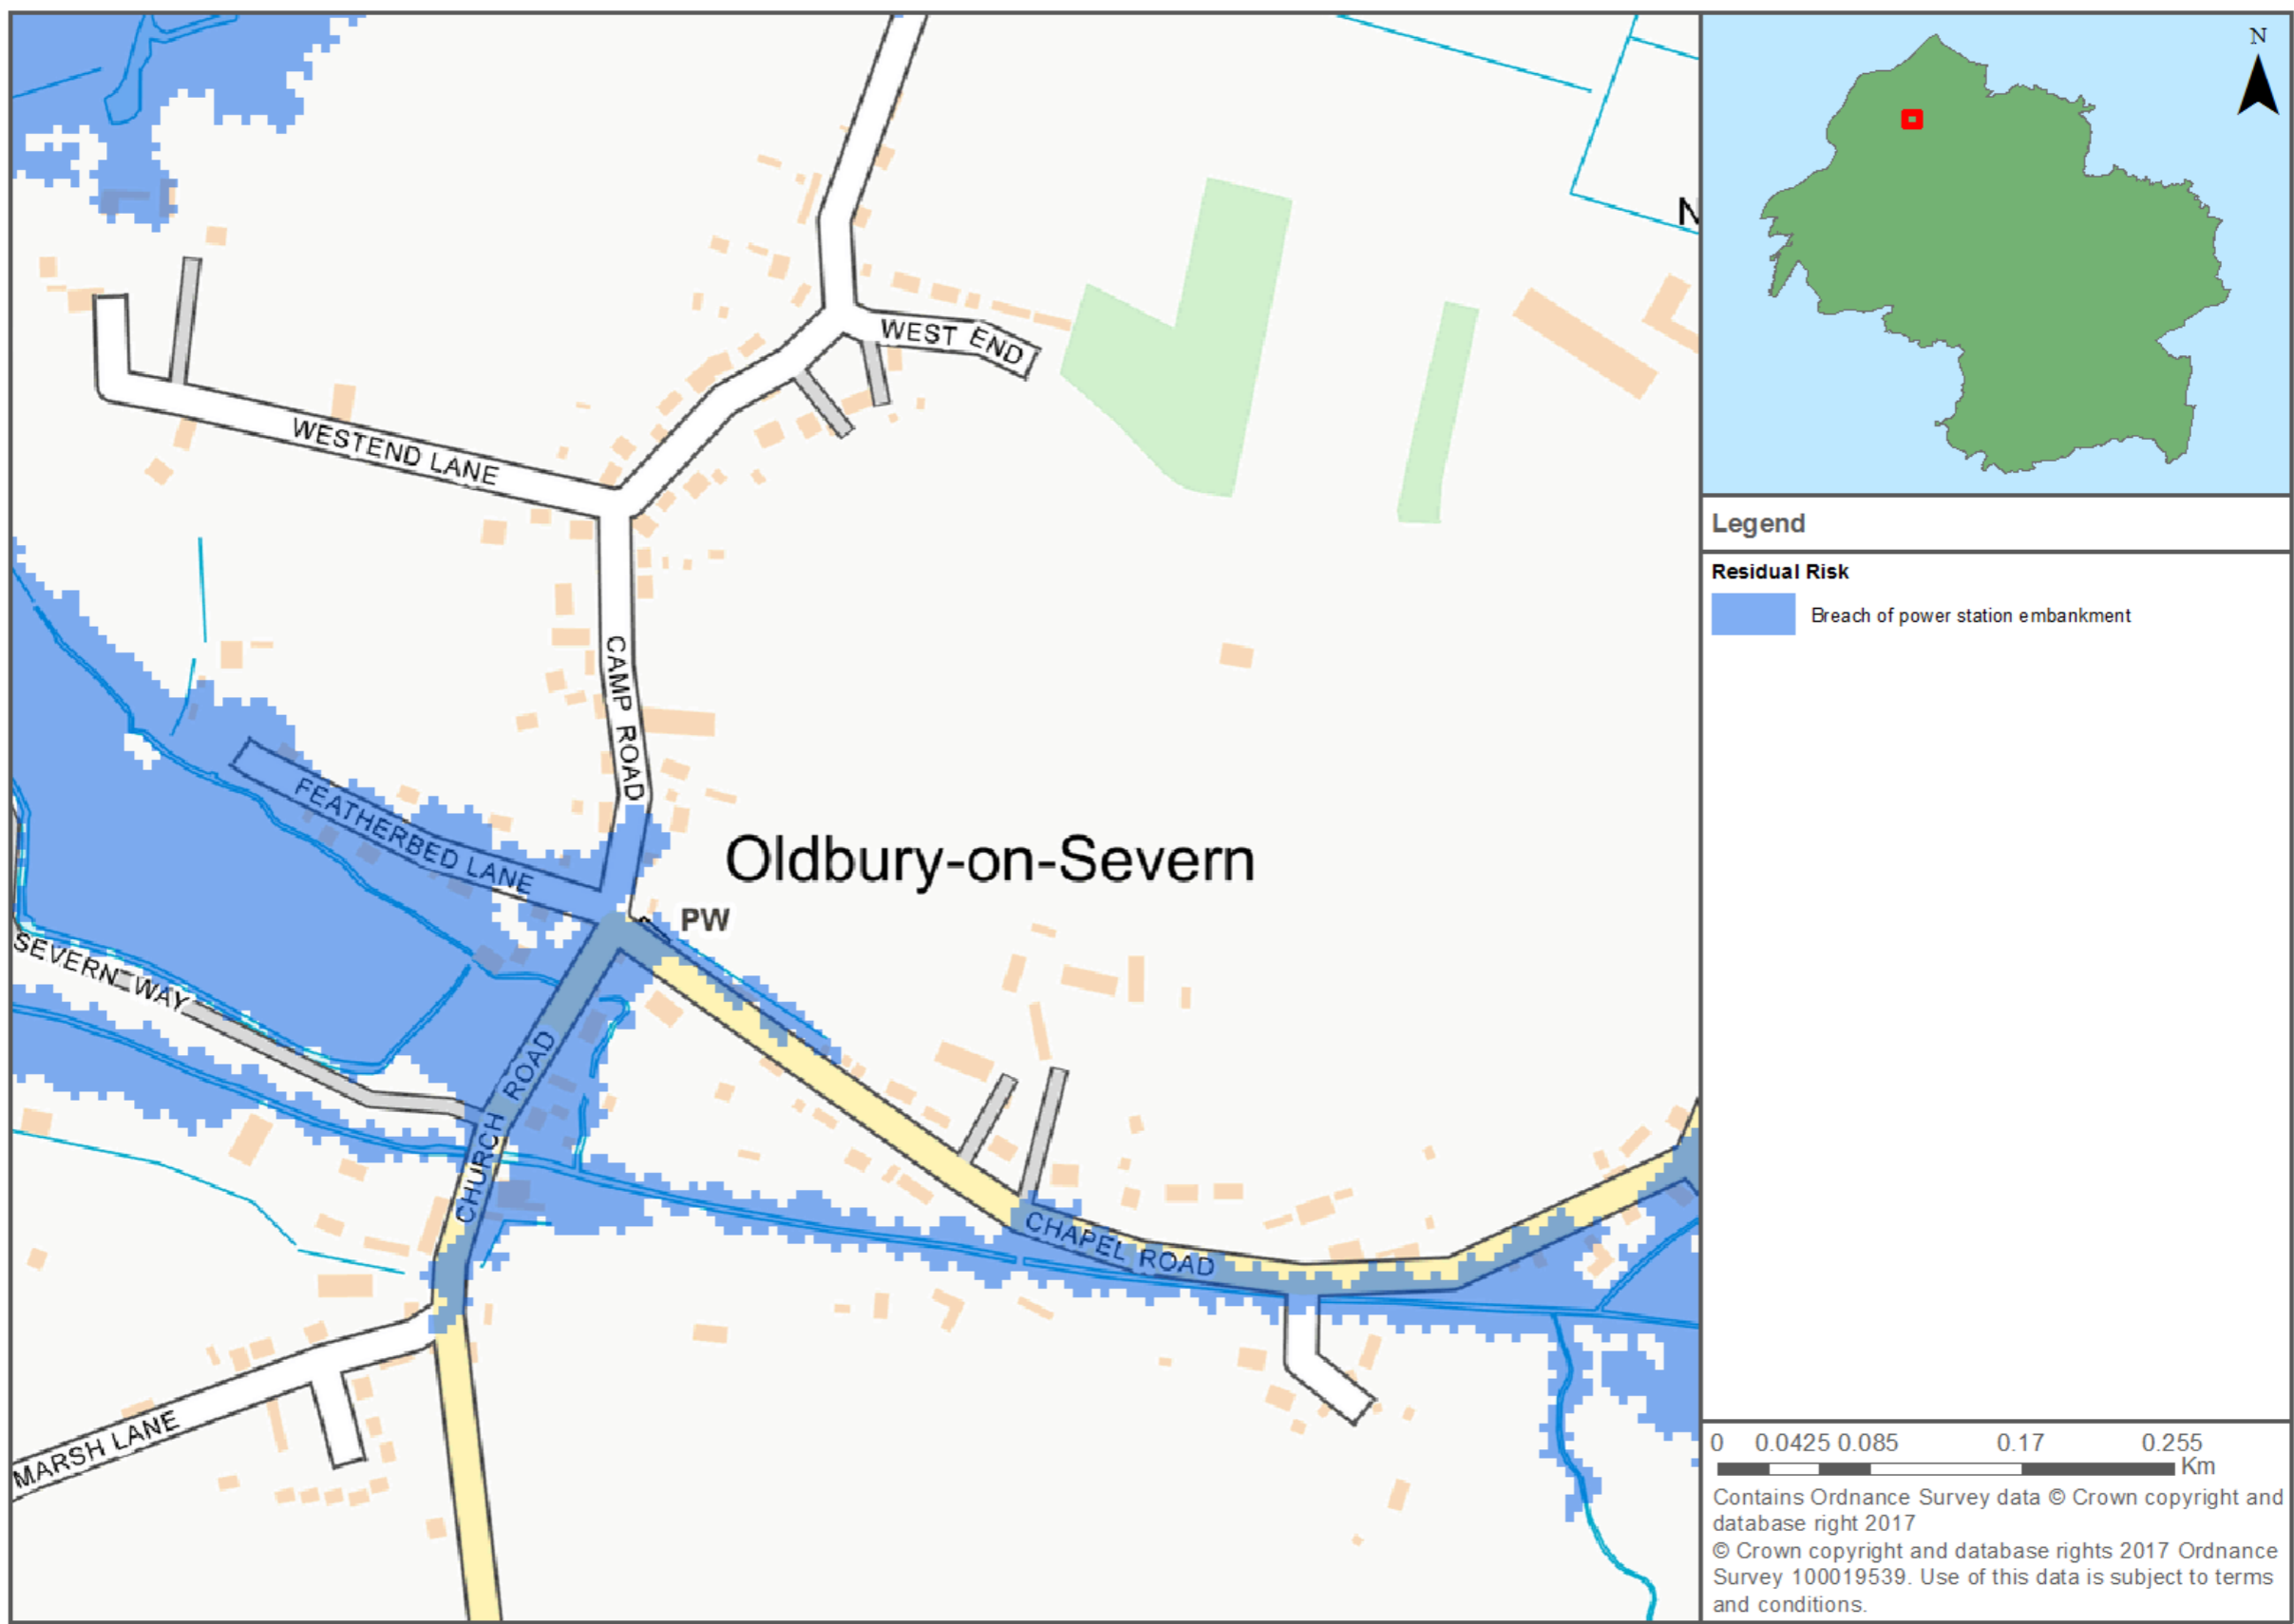 N
N
WEST END
WESTEND LANE
CAMP ROAD
FEATHERBED LANE
Oldbury-on-Severn
PW
SEVERN WAY
CHURCH ROAD
CHAPEL ROAD
MARSH LANE
Legend
Residual Risk
Breach of power station embankment
0 0.0425 0.085 0.17 0.255
Km
Contains Ordnance Survey data © Crown copyright and
database right 2017
© Crown copyright and database rights 2017 Ordnance
Survey 100019539. Use of this data is subject to terms
and conditions.